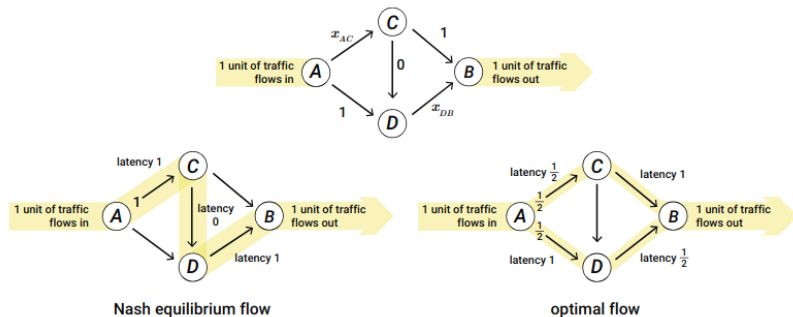 C
x_AC
1
1 unit of traffic
flows in
A
0
B
1 unit of traffic
flows out
1
x_DB
D
latency 1
C
1 unit of traffic
flows in
A
1
latency
0
B
1 unit of traffic
flows out
latency 1
D
Nash equilibrium flow
latency 1/2
C
latency 1
1 unit of traffic
flows in
A
1/2
1/2
B
1 unit of traffic
flows out
latency 1
latency 1/2
D
optimal flow